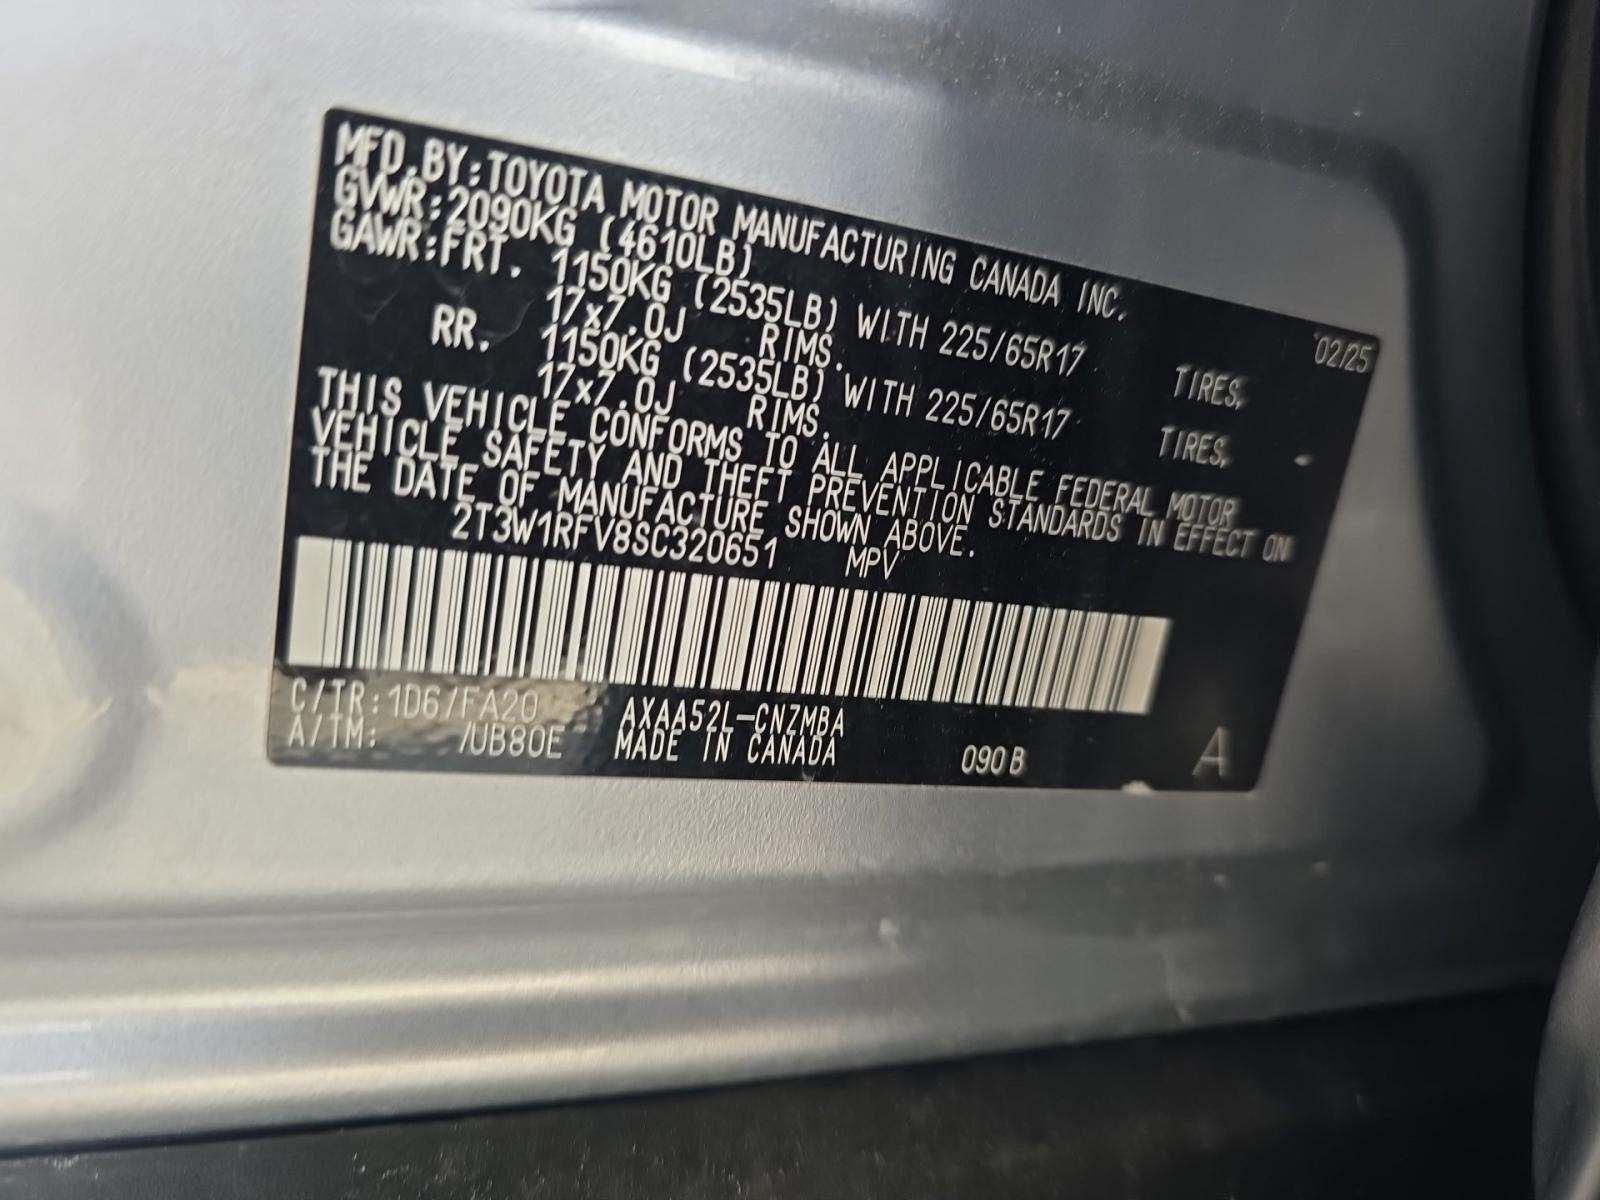 MFD.BY:TOYOTA MOTOR MANUFACTURING CANADA INC. 02/25
GVWR:2090KG (4610LB)
GAWR:FRT. 1150KG (2535LB) WITH 225/65R17 TIRES,
17x7.0J RIMS.
RR. 1150KG (2535LB) WITH 225/65R17 TIRES,
17x7.0J RIMS.
THIS VEHICLE CONFORMS TO ALL APPLICABLE FEDERAL MOTOR
VEHICLE SAFETY AND THEFT PREVENTION STANDARDS IN EFFECT ON
THE DATE OF MANUFACTURE SHOWN ABOVE.
2T3W1RFV8SC320651 MPV
C/TR:1D6/FA20 AXAA52L-CNZMBA
A/TM: /UB80E MADE IN CANADA 090B A